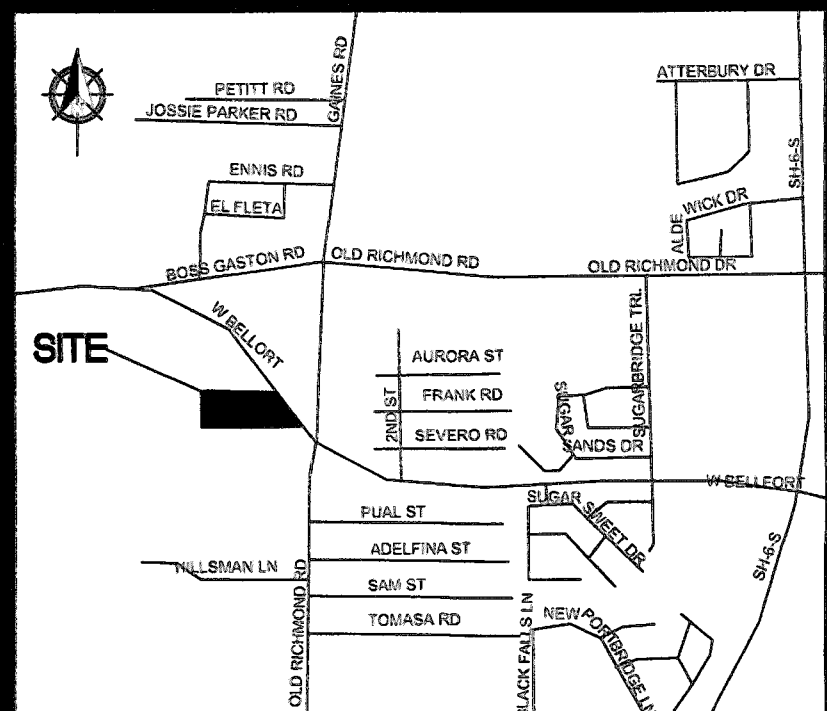 GAINES RD
PETITT RD
JOSSIE PARKER RD
ATTERBURY DR
SH-6-S
ENNIS RD
EL FLETA
ALDE WICK DR
BOSS GASTON RD
OLD RICHMOND RD
OLD RICHMOND DR
W BELLORT
SITE
SUGARBRIDGE TRL
AURORA ST
2ND ST
FRANK RD
SEVERO RD
SUGAR SANDS DR
W BELLFORT
SUGAR SWEET DR
PUAL ST
ADELFINA ST
SH-6-S
HILLSMAN LN
OLD RICHMOND RD
SAM ST
TOMASA RD
BLACK FALLS LN
NEW PORTBRIDGE LN